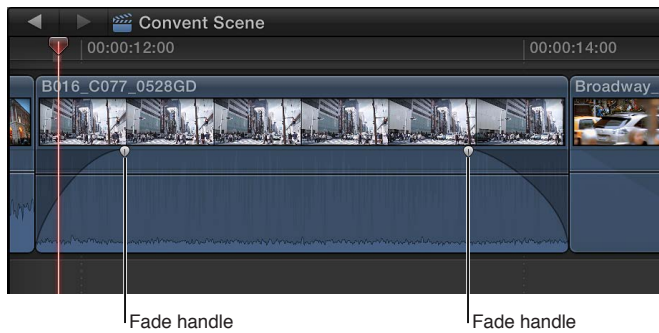 Convent Scene
00:00:12:00
00:00:14:00
B016_C077_0528GD
Broadway_
Fade handle
Fade handle